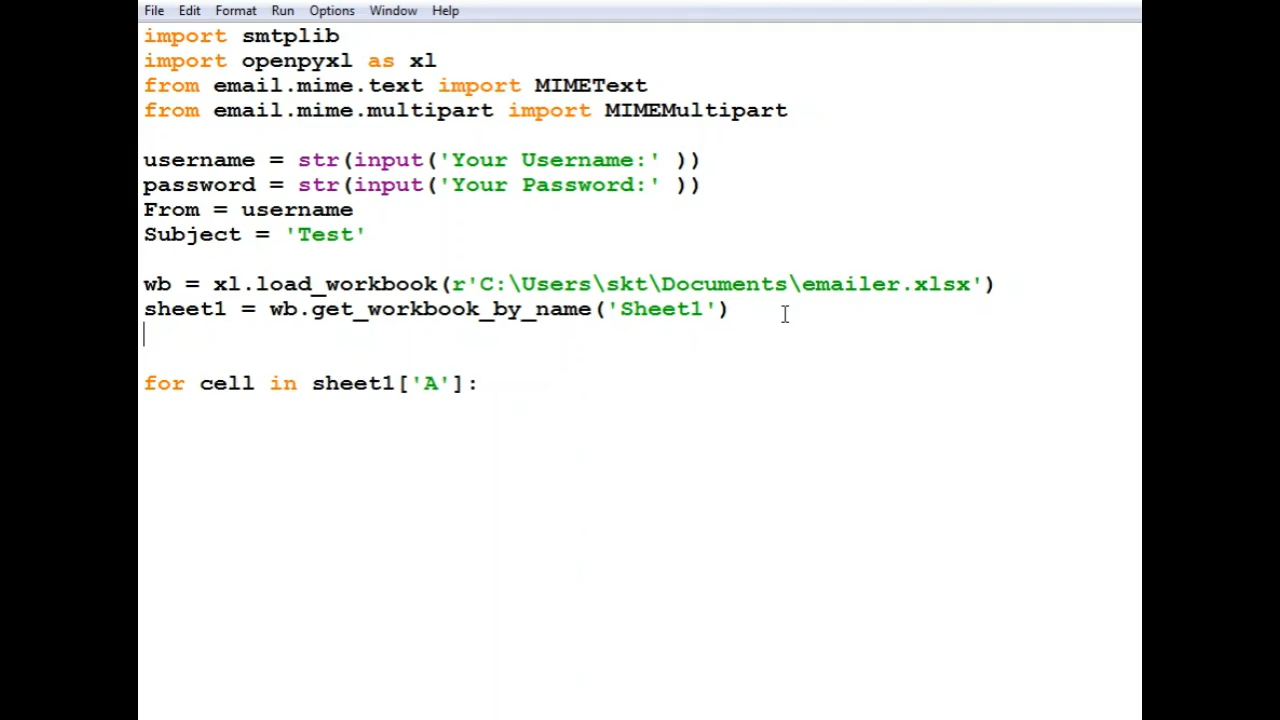 File Edit Format Run Options Window Help
import smtplib
import openpyxl as xl
from email.mime.text import MIMEText
from email.mime.multipart import MIMEMultipart
username = str(input('Your Username:' ))
password = str(input('Your Password:' ))
From = username
Subject = 'Test'
wb = xl.load_workbook(r'C:\Users\skt\Documents\emailer.xlsx')
sheet1 = wb.get_workbook_by_name('Sheet1')
for cell in sheet1['A']: